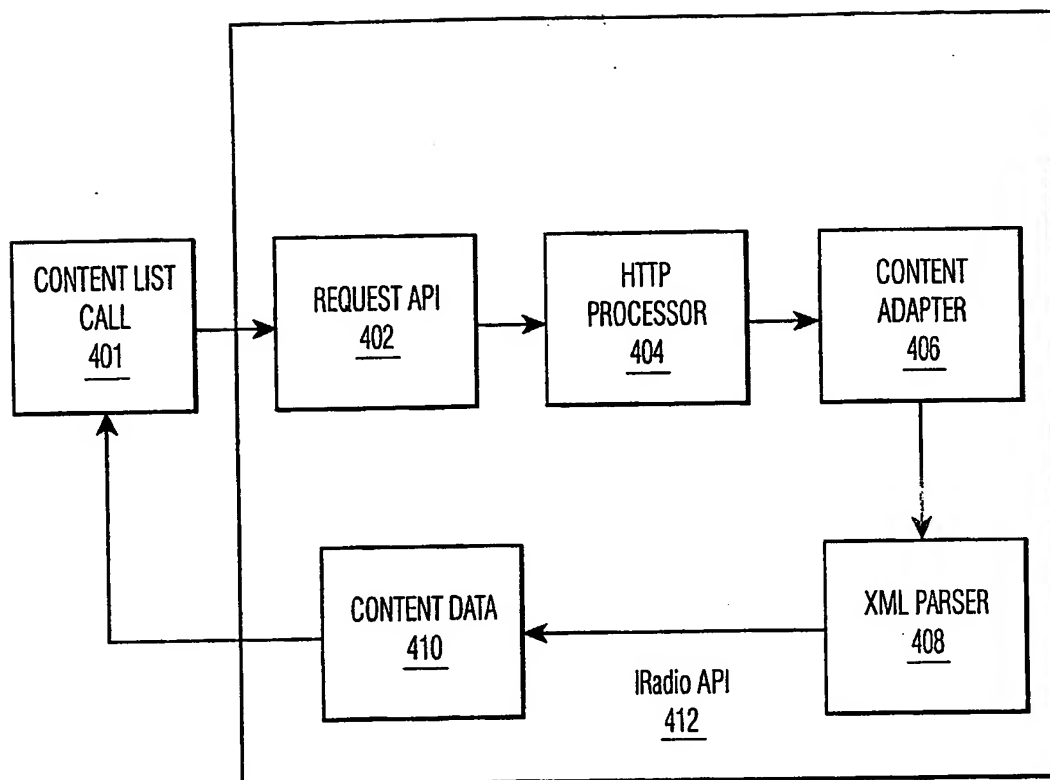 CONTENT LIST
CALL
401
REQUEST API
402
HTTP
PROCESSOR
404
CONTENT
ADAPTER
406
CONTENT DATA
410
XML PARSER
408
IRadio API
412